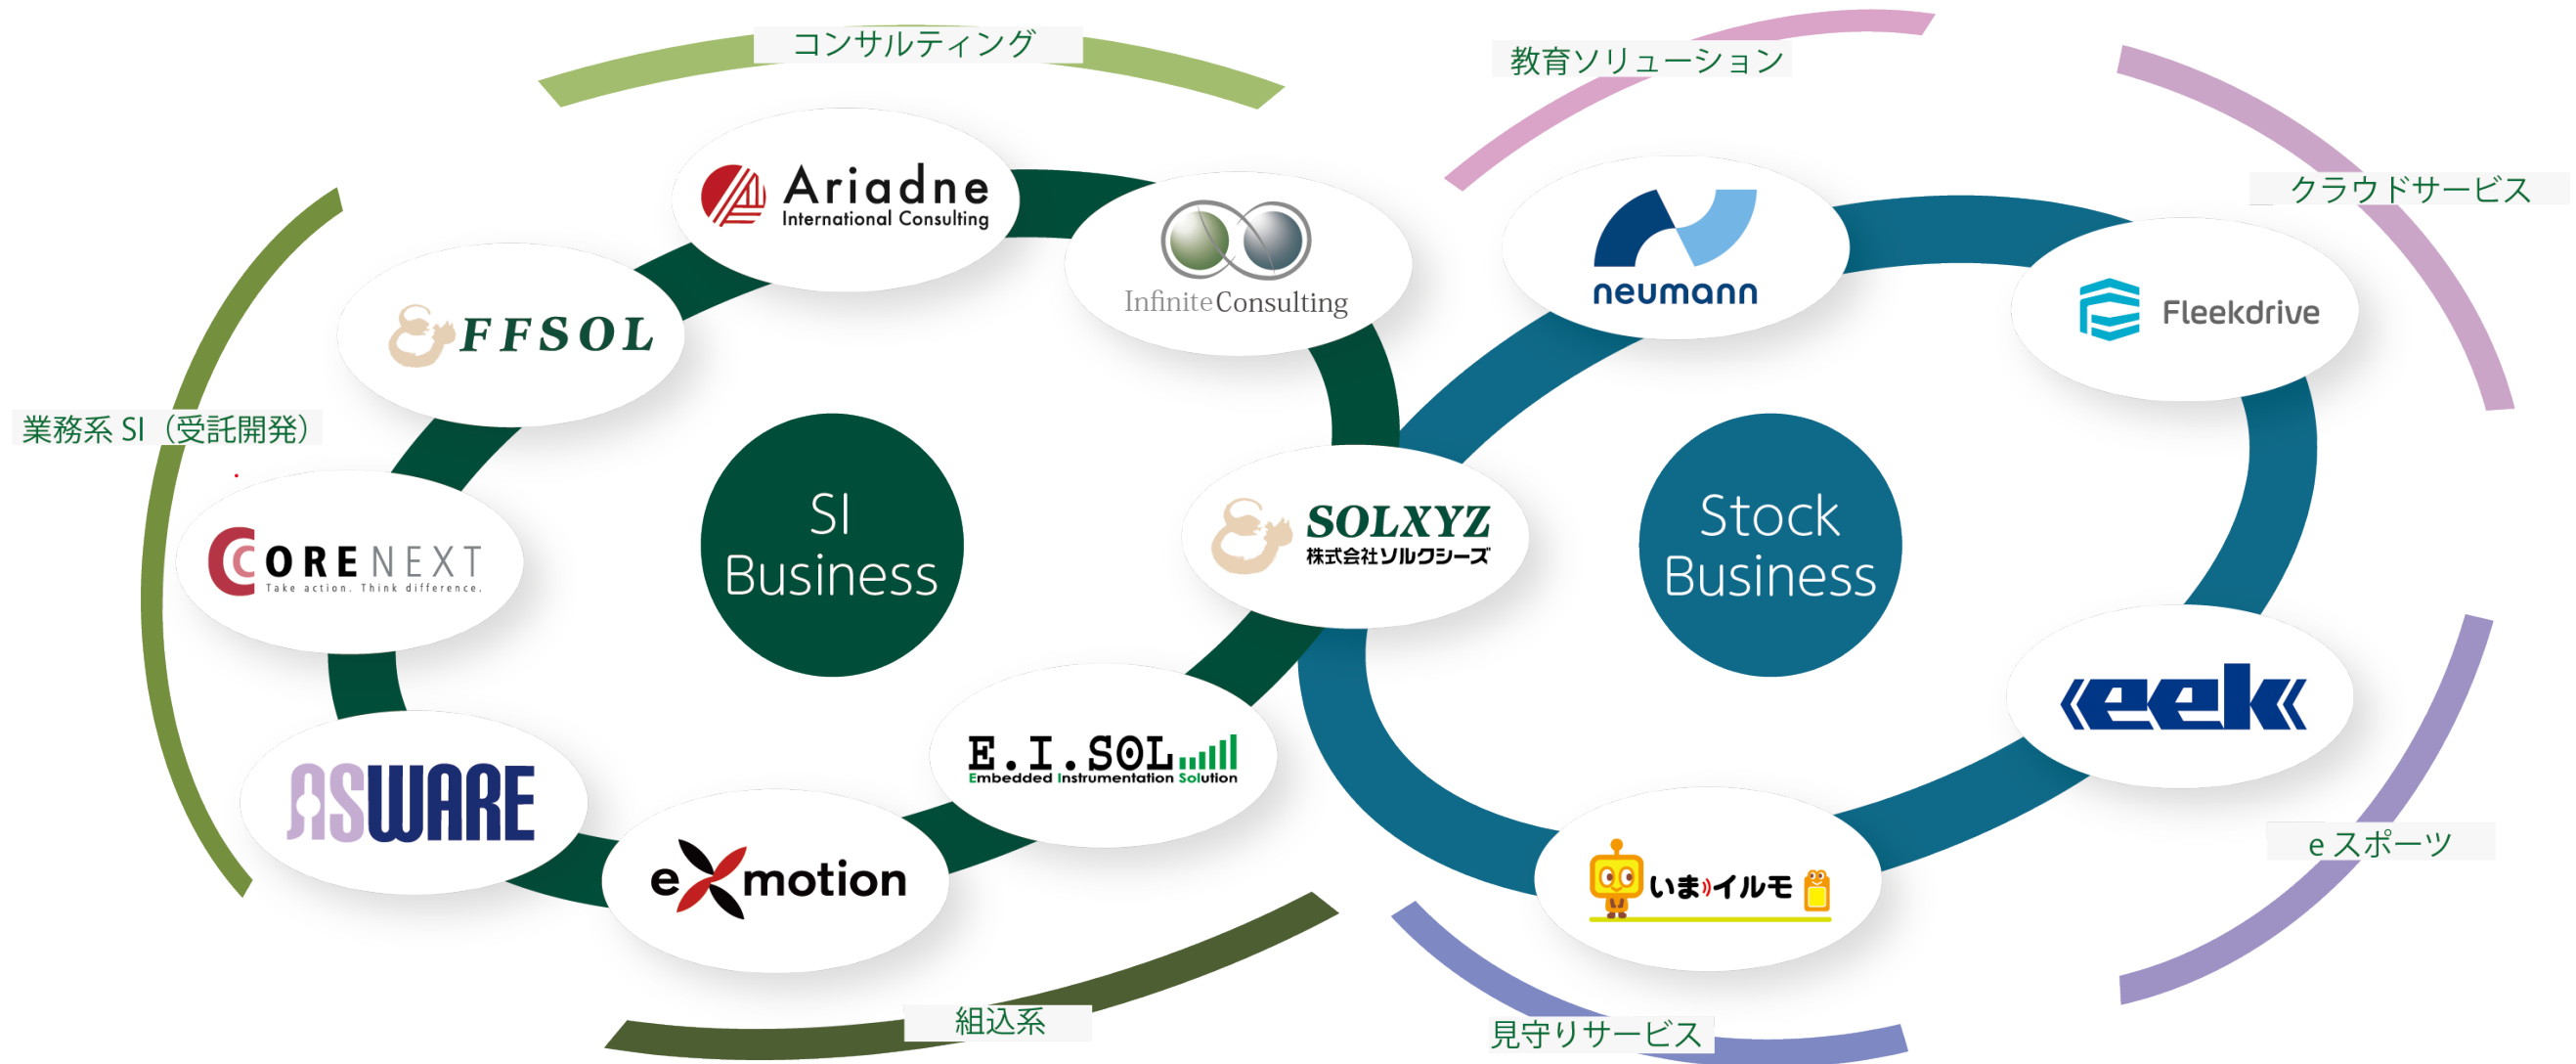 コンサルティング
教育ソリューション
クラウドサービス
Ariadne
International Consulting
Infinite Consulting
neumann
Fleekdrive
FFSOL
業務系 SI（受託開発）
CORE NEXT
Take action. Think difference.
SI
Business
SOLXYZ
株式会社ソルクシーズ
Stock
Business
eek
E.I.SOL
Embedded Instrumentation Solution
ASWARE
eXmotion
いまイルモ
eスポーツ
組込系
見守りサービス